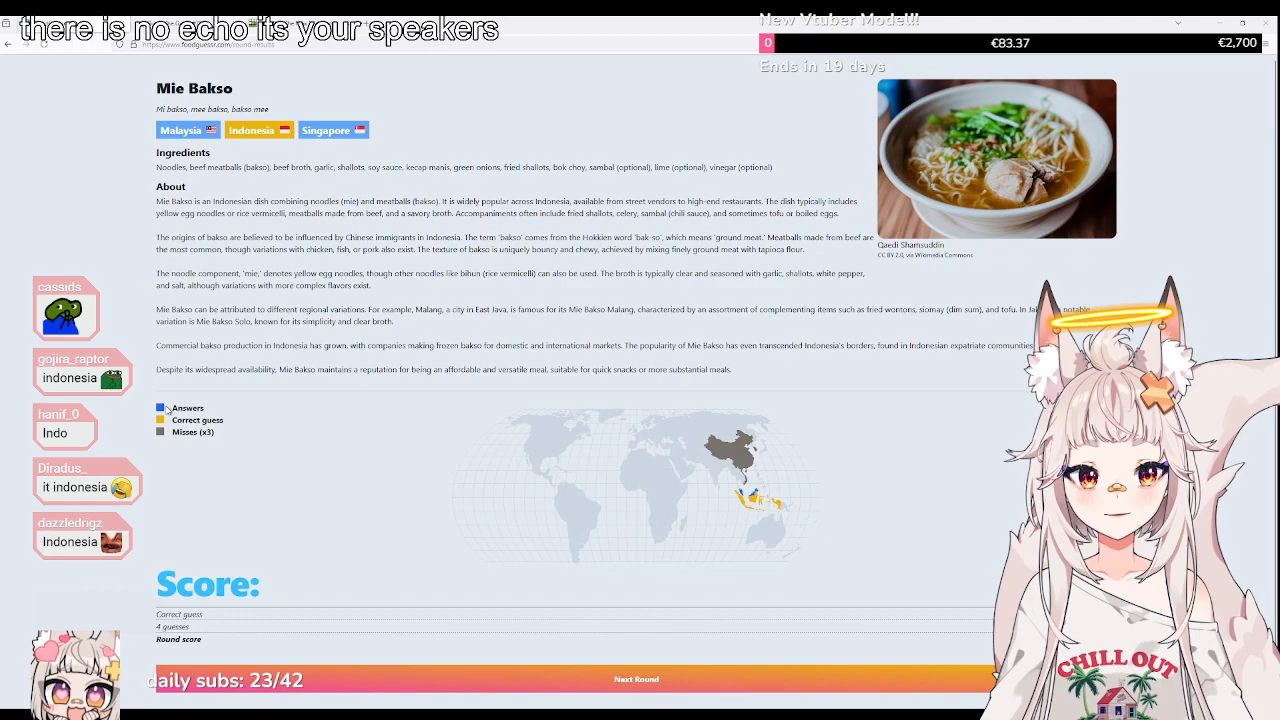 there is no echo its your speakers
https://www.foodguessr.com/round-results
New Vtuber Model!!
0
€83.37
€2,700
Ends in 19 days
Mie Bakso
Mi bakso, mee bakso, bakso mee
Malaysia
Indonesia
Singapore
Ingredients
Noodles, beef meatballs (bakso), beef broth, garlic, shallots, soy sauce, kecap manis, green onions, fried shallots, bok choy, sambal (optional), lime (optional), vinegar (optional)
About
Mie Bakso is an Indonesian dish combining noodles (mie) and meatballs (bakso). It is widely popular across Indonesia, available from street vendors to high-end restaurants. The dish typically includes
yellow egg noodles or rice vermicelli, meatballs made from beef, and a savory broth. Accompaniments often include fried shallots, celery, sambal (chili sauce), and sometimes tofu or boiled eggs.
The origins of bakso are believed to be influenced by Chinese immigrants in Indonesia. The term 'bakso' comes from the Hokkien word 'bak-so', which means 'ground meat.' Meatballs made from beef are
the most common, though variations with chicken, fish, or pork also exist. The texture of bakso is uniquely bouncy and chewy, achieved by mixing finely ground meat with tapioca flour.
The noodle component, 'mie,' denotes yellow egg noodles, though other noodles like bihun (rice vermicelli) can also be used. The broth is typically clear and seasoned with garlic, shallots, white pepper,
and salt, although variations with more complex flavors exist.
Mie Bakso can be attributed to different regional variations. For example, Malang, a city in East Java, is famous for its Mie Bakso Malang, characterized by an assortment of complementing items such as fried wontons, siomay (dim sum), and tofu. In notable
variation is Mie Bakso Solo, known for its simplicity and clear broth.
Commercial bakso production in Indonesia has grown, with companies making frozen bakso for domestic and international markets. The popularity of Mie Bakso has even transcended Indonesia's borders, found in Indonesian expatriate communities
Despite its widespread availability, Mie Bakso maintains a reputation for being an affordable and versatile meal, suitable for quick snacks or more substantial meals.
Qaedi Shamsuddin
CC BY 2.0, via Wikimedia Commons
Answers
Correct guess
Misses (x3)
cassids
gojira_raptor
indonesia
hanif_0
Indo
Diradus_
it indonesia
dazzledrigz
Indonesia
Score:
Correct guess
4 guesses
Round score
daily subs: 23/42
Next Round
CHILL OUT